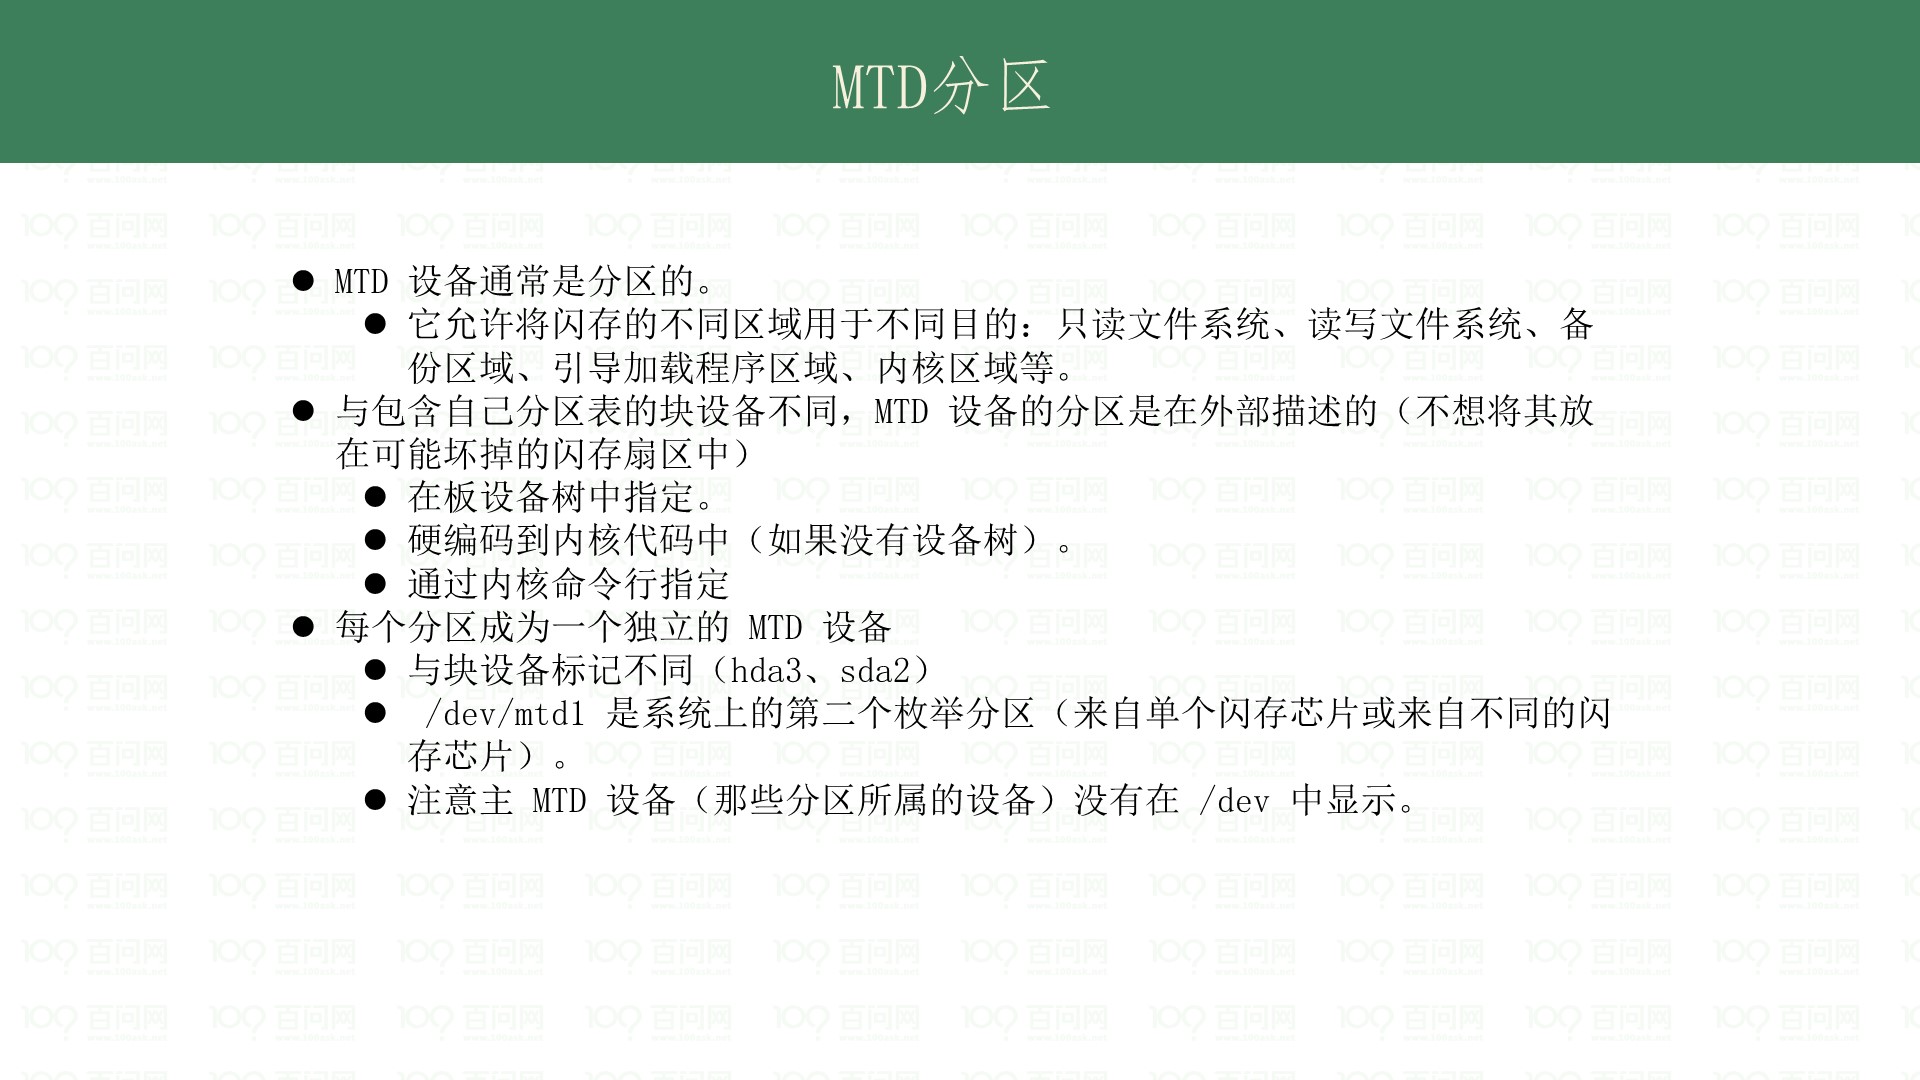 MTD分区
● MTD 设备通常是分区的。
● 它允许将闪存的不同区域用于不同目的：只读文件系统、读写文件系统、备
份区域、引导加载程序区域、内核区域等。
● 与包含自己分区表的块设备不同，MTD 设备的分区是在外部描述的（不想将其放
在可能坏掉的闪存扇区中）
● 在板设备树中指定。
● 硬编码到内核代码中（如果没有设备树）。
● 通过内核命令行指定
● 每个分区成为一个独立的 MTD 设备
● 与块设备标记不同（hda3、sda2）
● /dev/mtd1 是系统上的第二个枚举分区（来自单个闪存芯片或来自不同的闪
存芯片）。
● 注意主 MTD 设备（那些分区所属的设备）没有在 /dev 中显示。